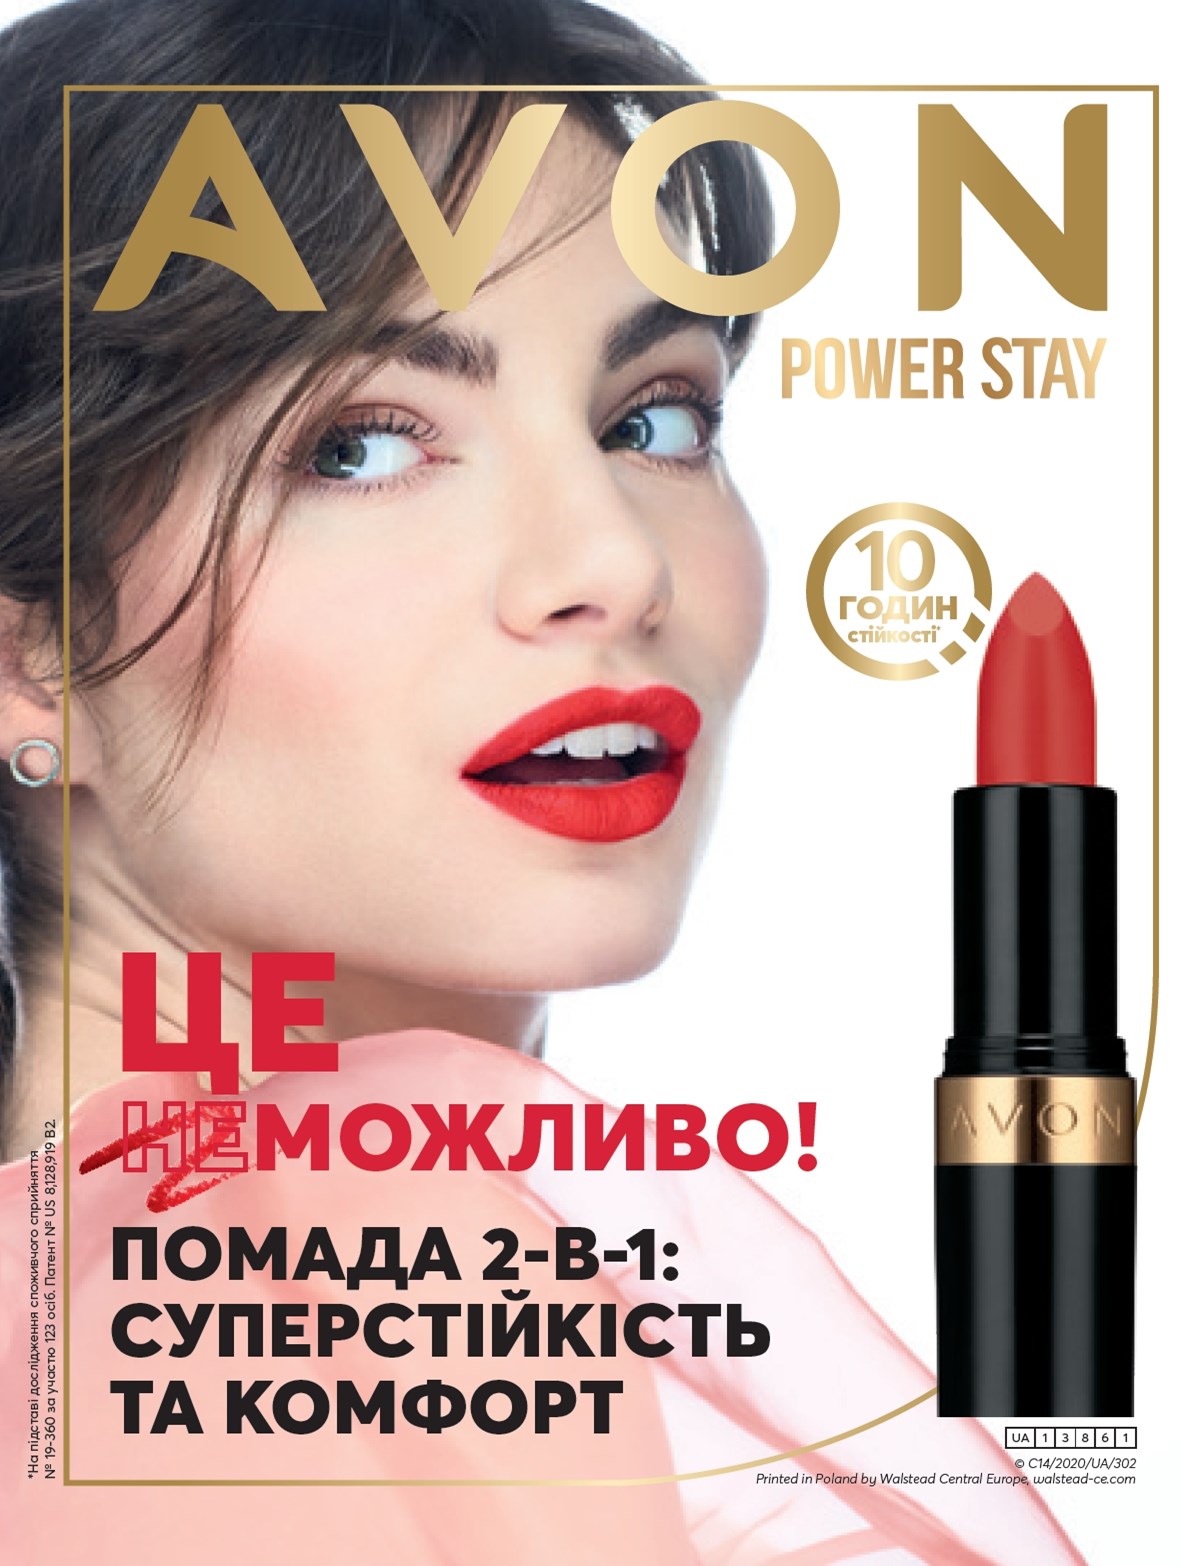 AVON
POWER STAY
10
ГОДИН
стійкості*
ЦЕ
НЕМОЖЛИВО!
ПОМАДА 2-В-1:
СУПЕРСТІЙКІСТЬ
ТА КОМФОРТ
AVON
*На підставі дослідження споживчого сприйняття
№ 19-360 за участю 123 осіб. Патент № US 8,128,919 B2.
UA 1 3 8 6 1
© C14/2020/UA/302
Printed in Poland by Walstead Central Europe, walstead-ce.com